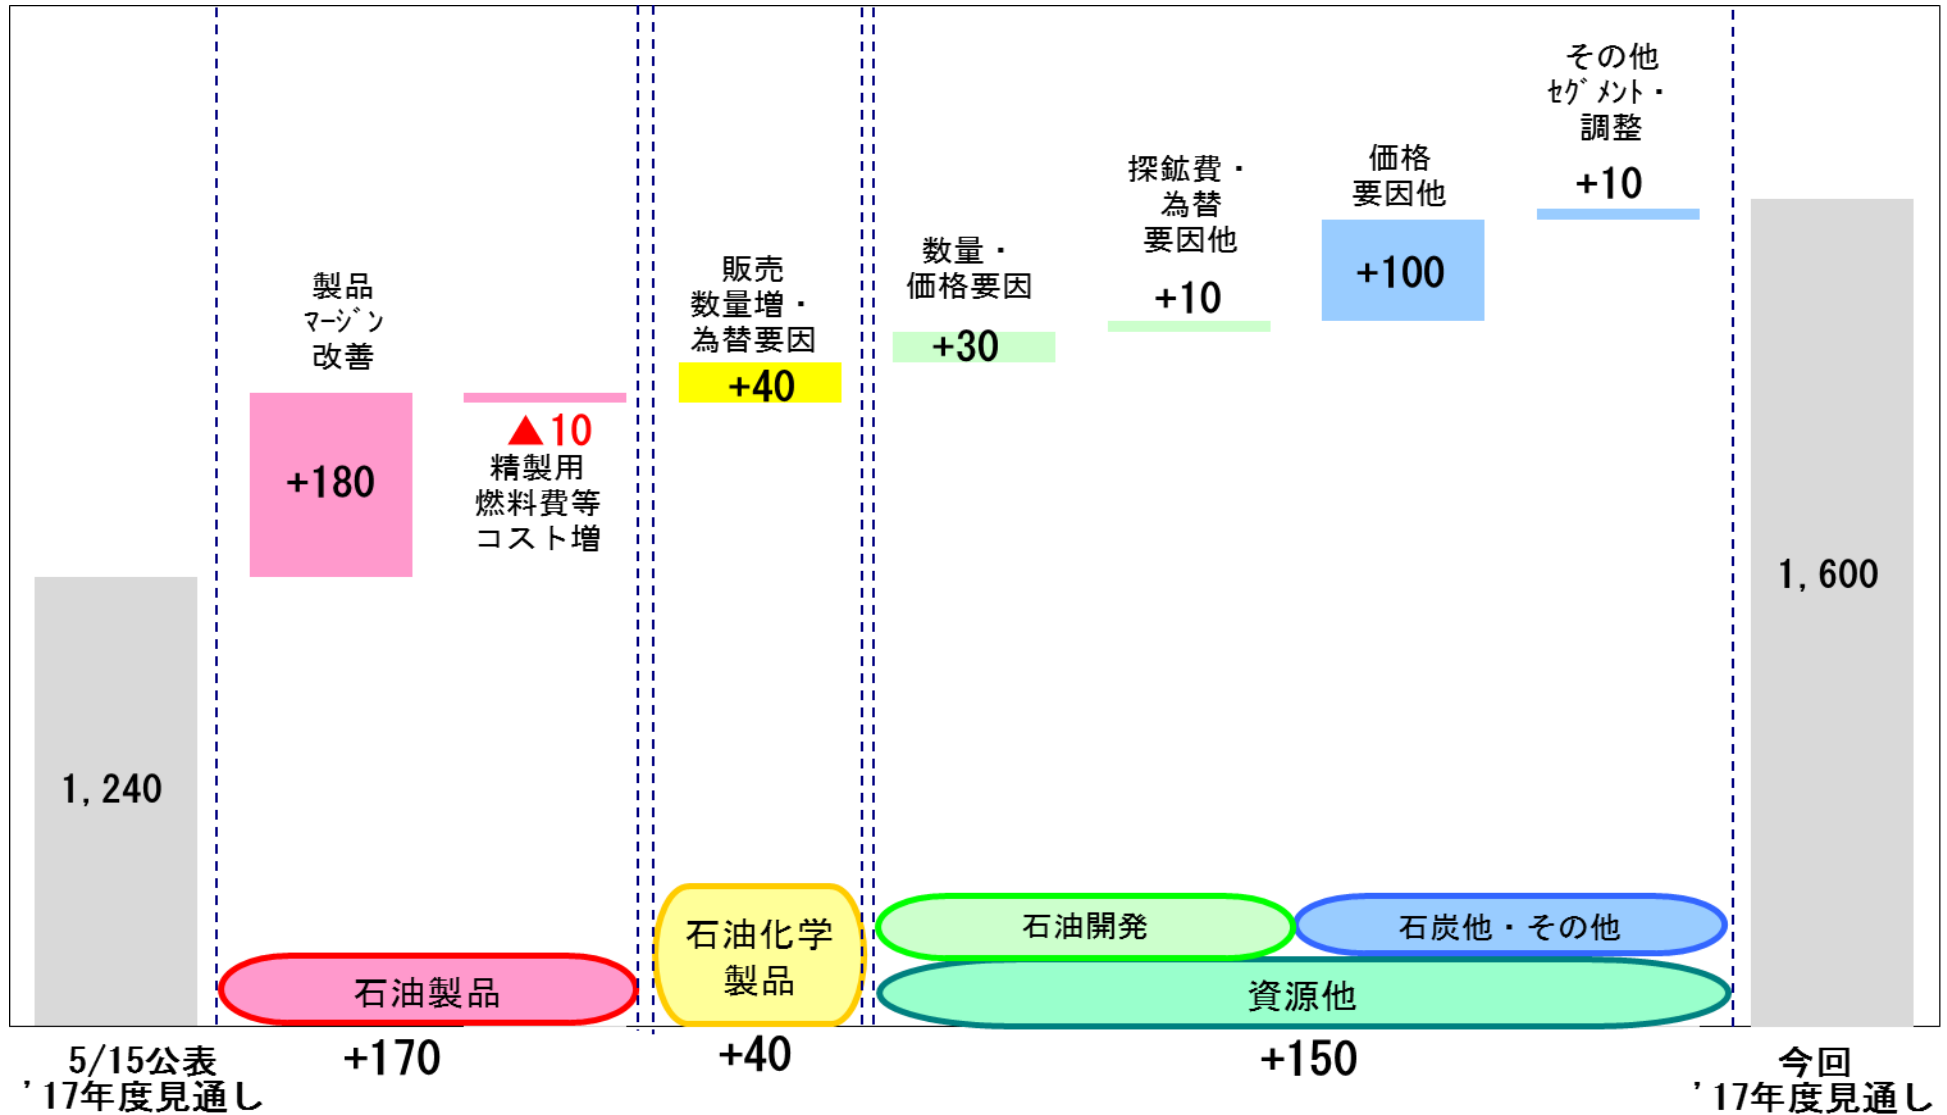 製品
ﾏｰｼﾞﾝ
改善
+180
▲10
精製用
燃料費等
コスト増
販売
数量増・
為替要因
+40
数量・
価格要因
+30
探鉱費・
為替
要因他
+10
価格
要因他
+100
その他
ｾｸﾞﾒﾝﾄ・
調整
+10
1,240
1,600
石油製品
石油化学
製品
石油開発
石炭他・その他
資源他
5/15公表
'17年度見通し
+170
+40
+150
今回
'17年度見通し